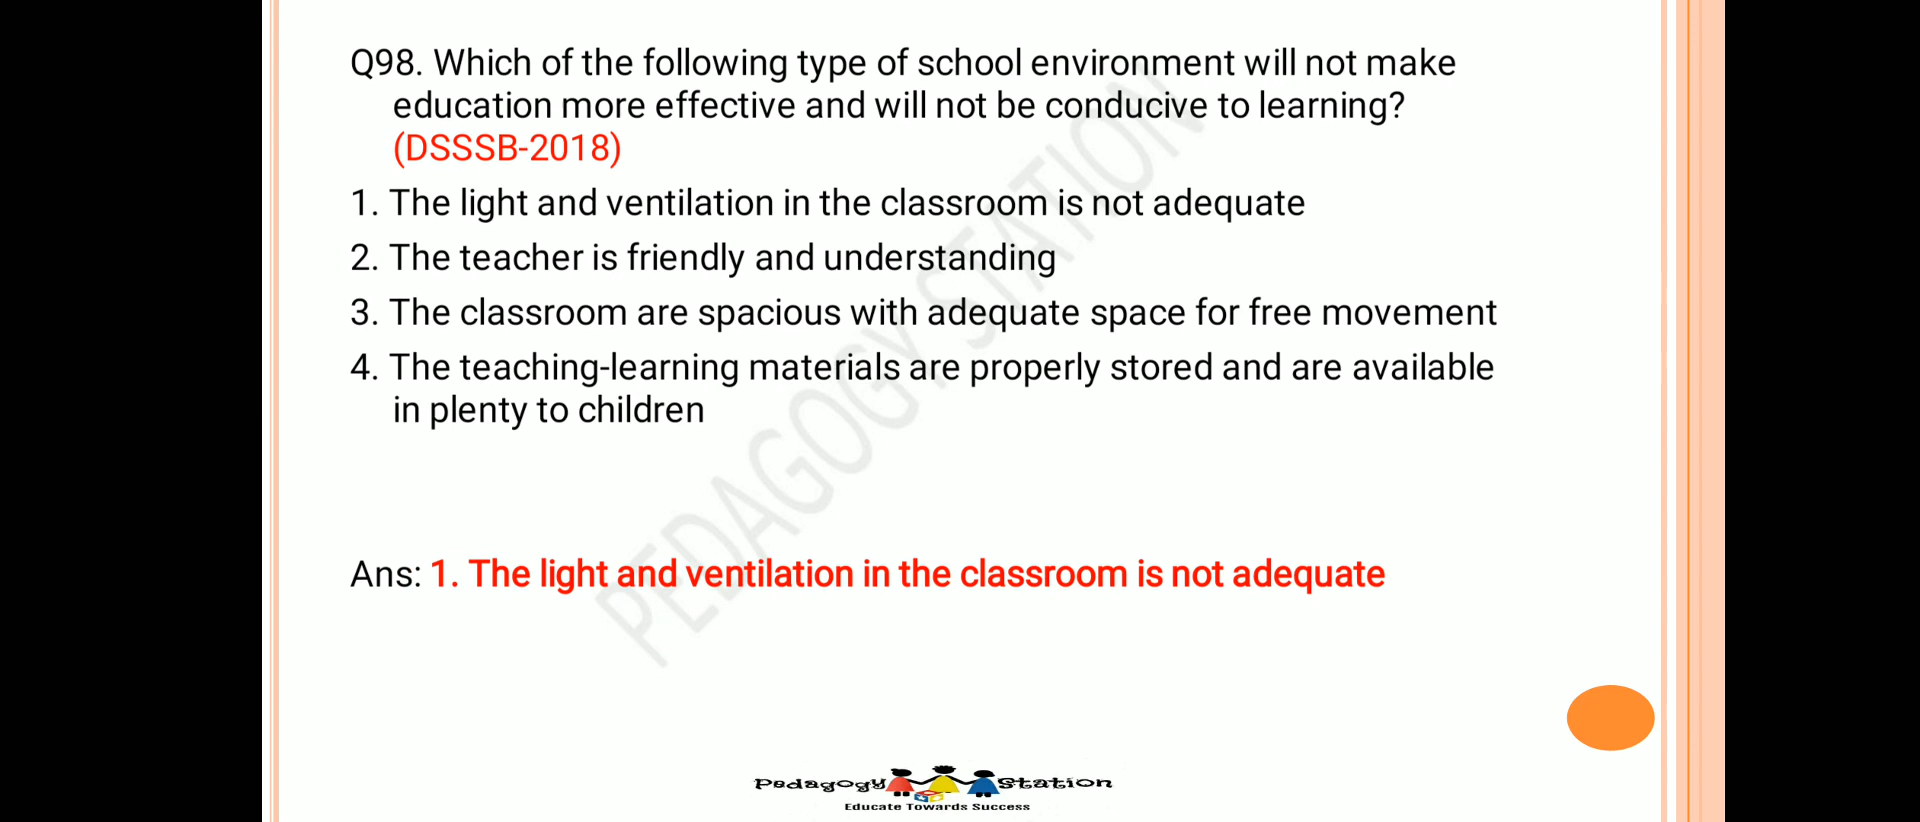 Q98. Which of the following type of school environment will not make
education more effective and will not be conducive to learning?
(DSSSB-2018)
1. The light and ventilation in the classroom is not adequate
2. The teacher is friendly and understanding
3. The classroom are spacious with adequate space for free movement
4. The teaching-learning materials are properly stored and are available
in plenty to children
PEDAGOGY STATION
Ans: 1. The light and ventilation in the classroom is not adequate
Pedagogy Station
Educate Towards Success